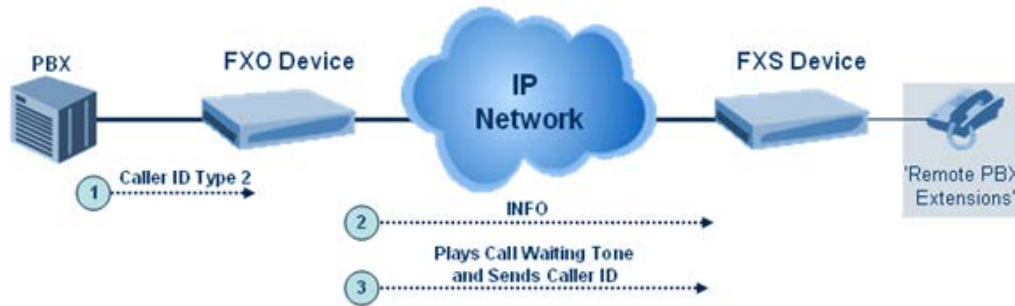 PBX
FXO Device
IP
Network
FXS Device
'Remote PBX
Extensions'
1
Caller ID Type 2
2
INFO
3
Plays Call Waiting Tone
and Sends Caller ID